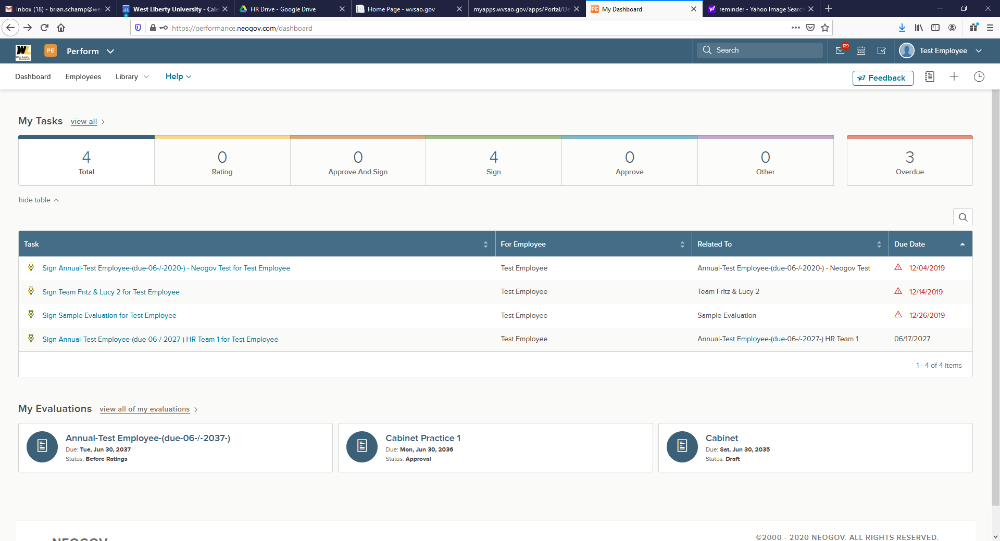 Inbox (18) - brian.schamp@we
West Liberty University - Cale
HR Drive - Google Drive
Home Page - wvsao.gov
myapps.wvsao.gov/apps/Portal/De
My Dashboard
reminder - Yahoo Image Search
https://performance.neogov.com/dashboard
WL
West Liberty
University
PE
Perform
Search
129
Test Employee
Dashboard
Employees
Library
Help
Feedback
My Tasks
view all
4
Total
0
Rating
0
Approve And Sign
4
Sign
0
Approve
0
Other
3
Overdue
hide table
Task
For Employee
Related To
Due Date
Sign Annual-Test Employee-(due-06-/-2020-) - Neogov Test for Test Employee
Test Employee
Annual-Test Employee-(due-06-/-2020-) - Neogov Test
12/04/2019
Sign Team Fritz & Lucy 2 for Test Employee
Test Employee
Team Fritz & Lucy 2
12/14/2019
Sign Sample Evaluation for Test Employee
Test Employee
Sample Evaluation
12/26/2019
Sign Annual-Test Employee-(due-06-/-2027-) HR Team 1 for Test Employee
Test Employee
Annual-Test Employee-(due-06-/-2027-) HR Team 1
06/17/2027
1 - 4 of 4 items
My Evaluations
view all of my evaluations
Annual-Test Employee-(due-06-/-2037-)
Due: Tue, Jun 30, 2037
Status: Before Ratings
Cabinet Practice 1
Due: Mon, Jun 30, 2036
Status: Approval
Cabinet
Due: Sat, Jun 30, 2035
Status: Draft
NEOGOV
©2000 - 2020 NEOGOV. ALL RIGHTS RESERVED.